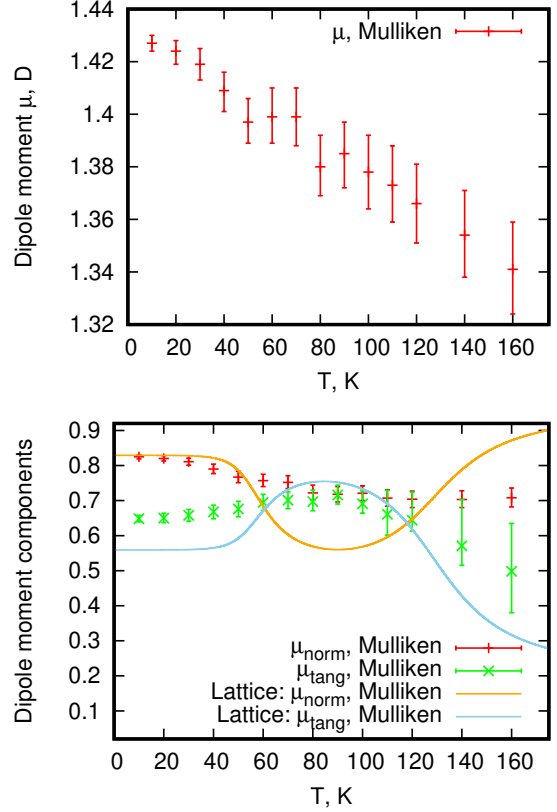 1.44
1.42
1.4
1.38
1.36
1.34
1.32
Dipole moment μ, D
μ, Mulliken
0 20 40 60 80 100 120 140 160
T, K
0.9
0.8
0.7
0.6
0.5
0.4
0.3
0.2
0.1
Dipole moment components
μnorm, Mulliken
μtang, Mulliken
Lattice: μnorm, Mulliken
Lattice: μtang, Mulliken
0 20 40 60 80 100 120 140 160
T, K